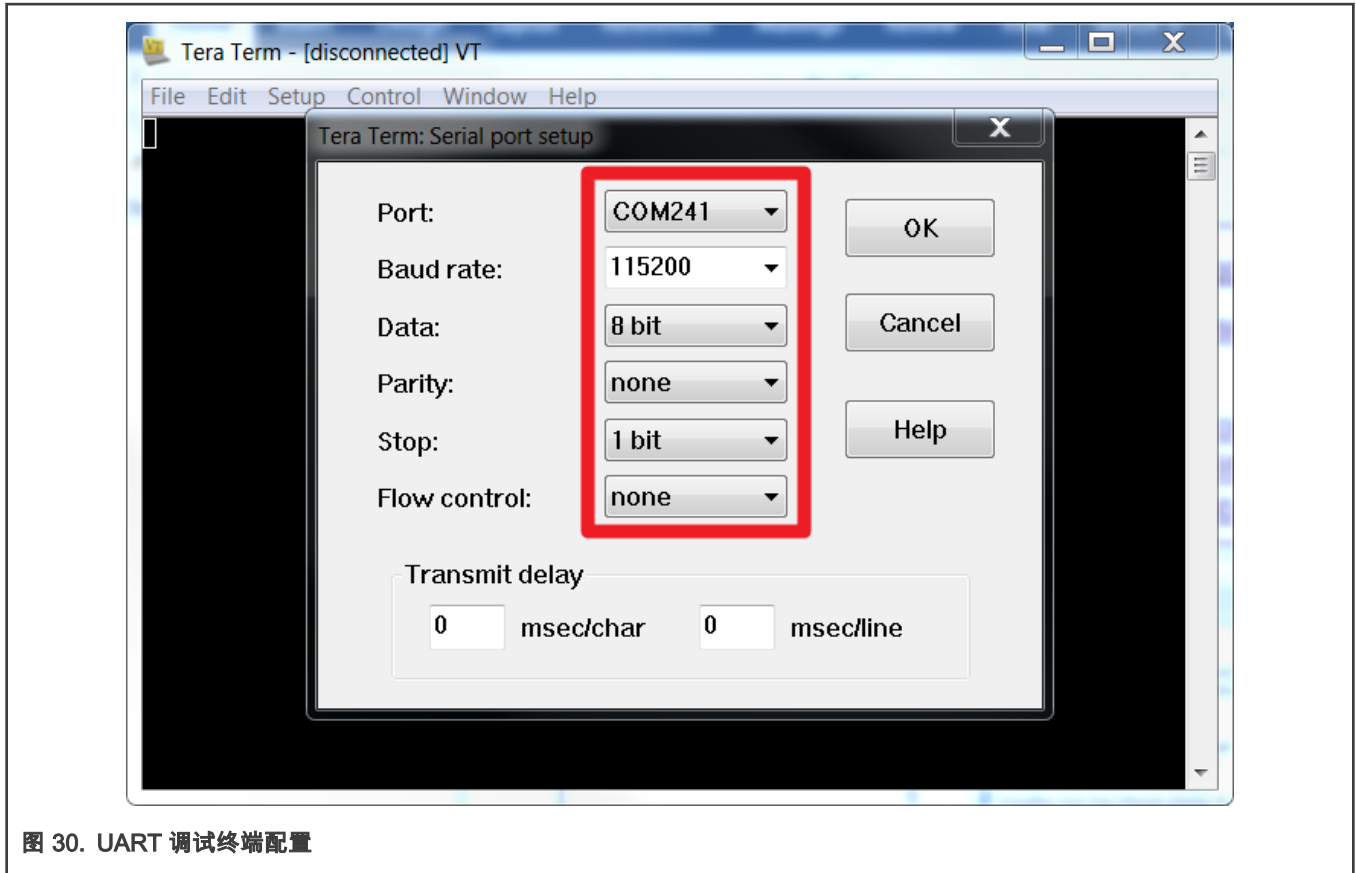 Tera Term - [disconnected] VT
File Edit Setup Control Window Help
Tera Term: Serial port setup
Port: COM241
OK
Baud rate: 115200
Data: 8 bit
Cancel
Parity: none
Stop: 1 bit
Help
Flow control: none
Transmit delay
0 msec/char 0 msec/line
图 30. UART 调试终端配置